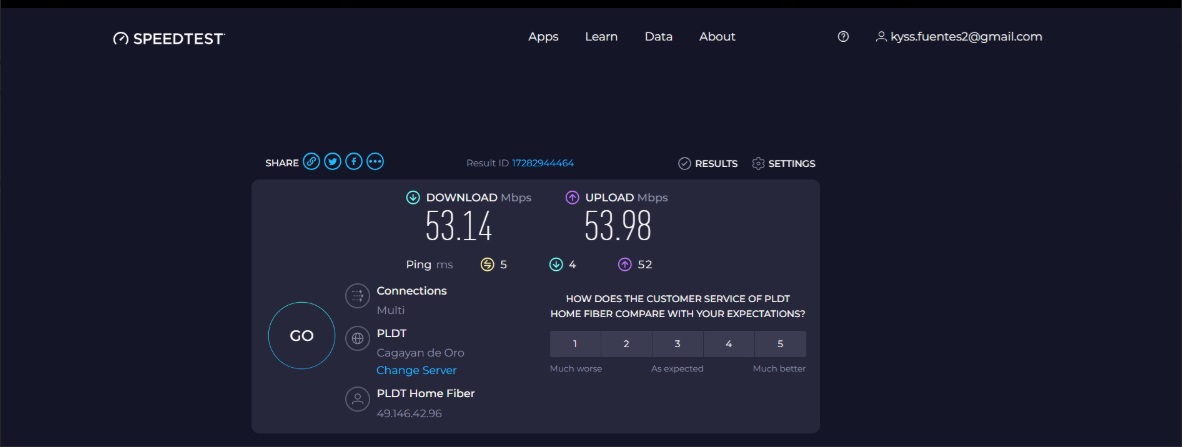 SPEEDTEST
Apps Learn Data About
kyss.fuentes2@gmail.com
SHARE
Result ID 17282944464
RESULTS SETTINGS
DOWNLOAD Mbps
53.14
UPLOAD Mbps
53.98
Ping ms 5 4 52
GO
Connections
Multi
PLDT
Cagayan de Oro
Change Server
PLDT Home Fiber
49.146.42.96
HOW DOES THE CUSTOMER SERVICE OF PLDT
HOME FIBER COMPARE WITH YOUR EXPECTATIONS?
1 2 3 4 5
Much worse As expected Much better